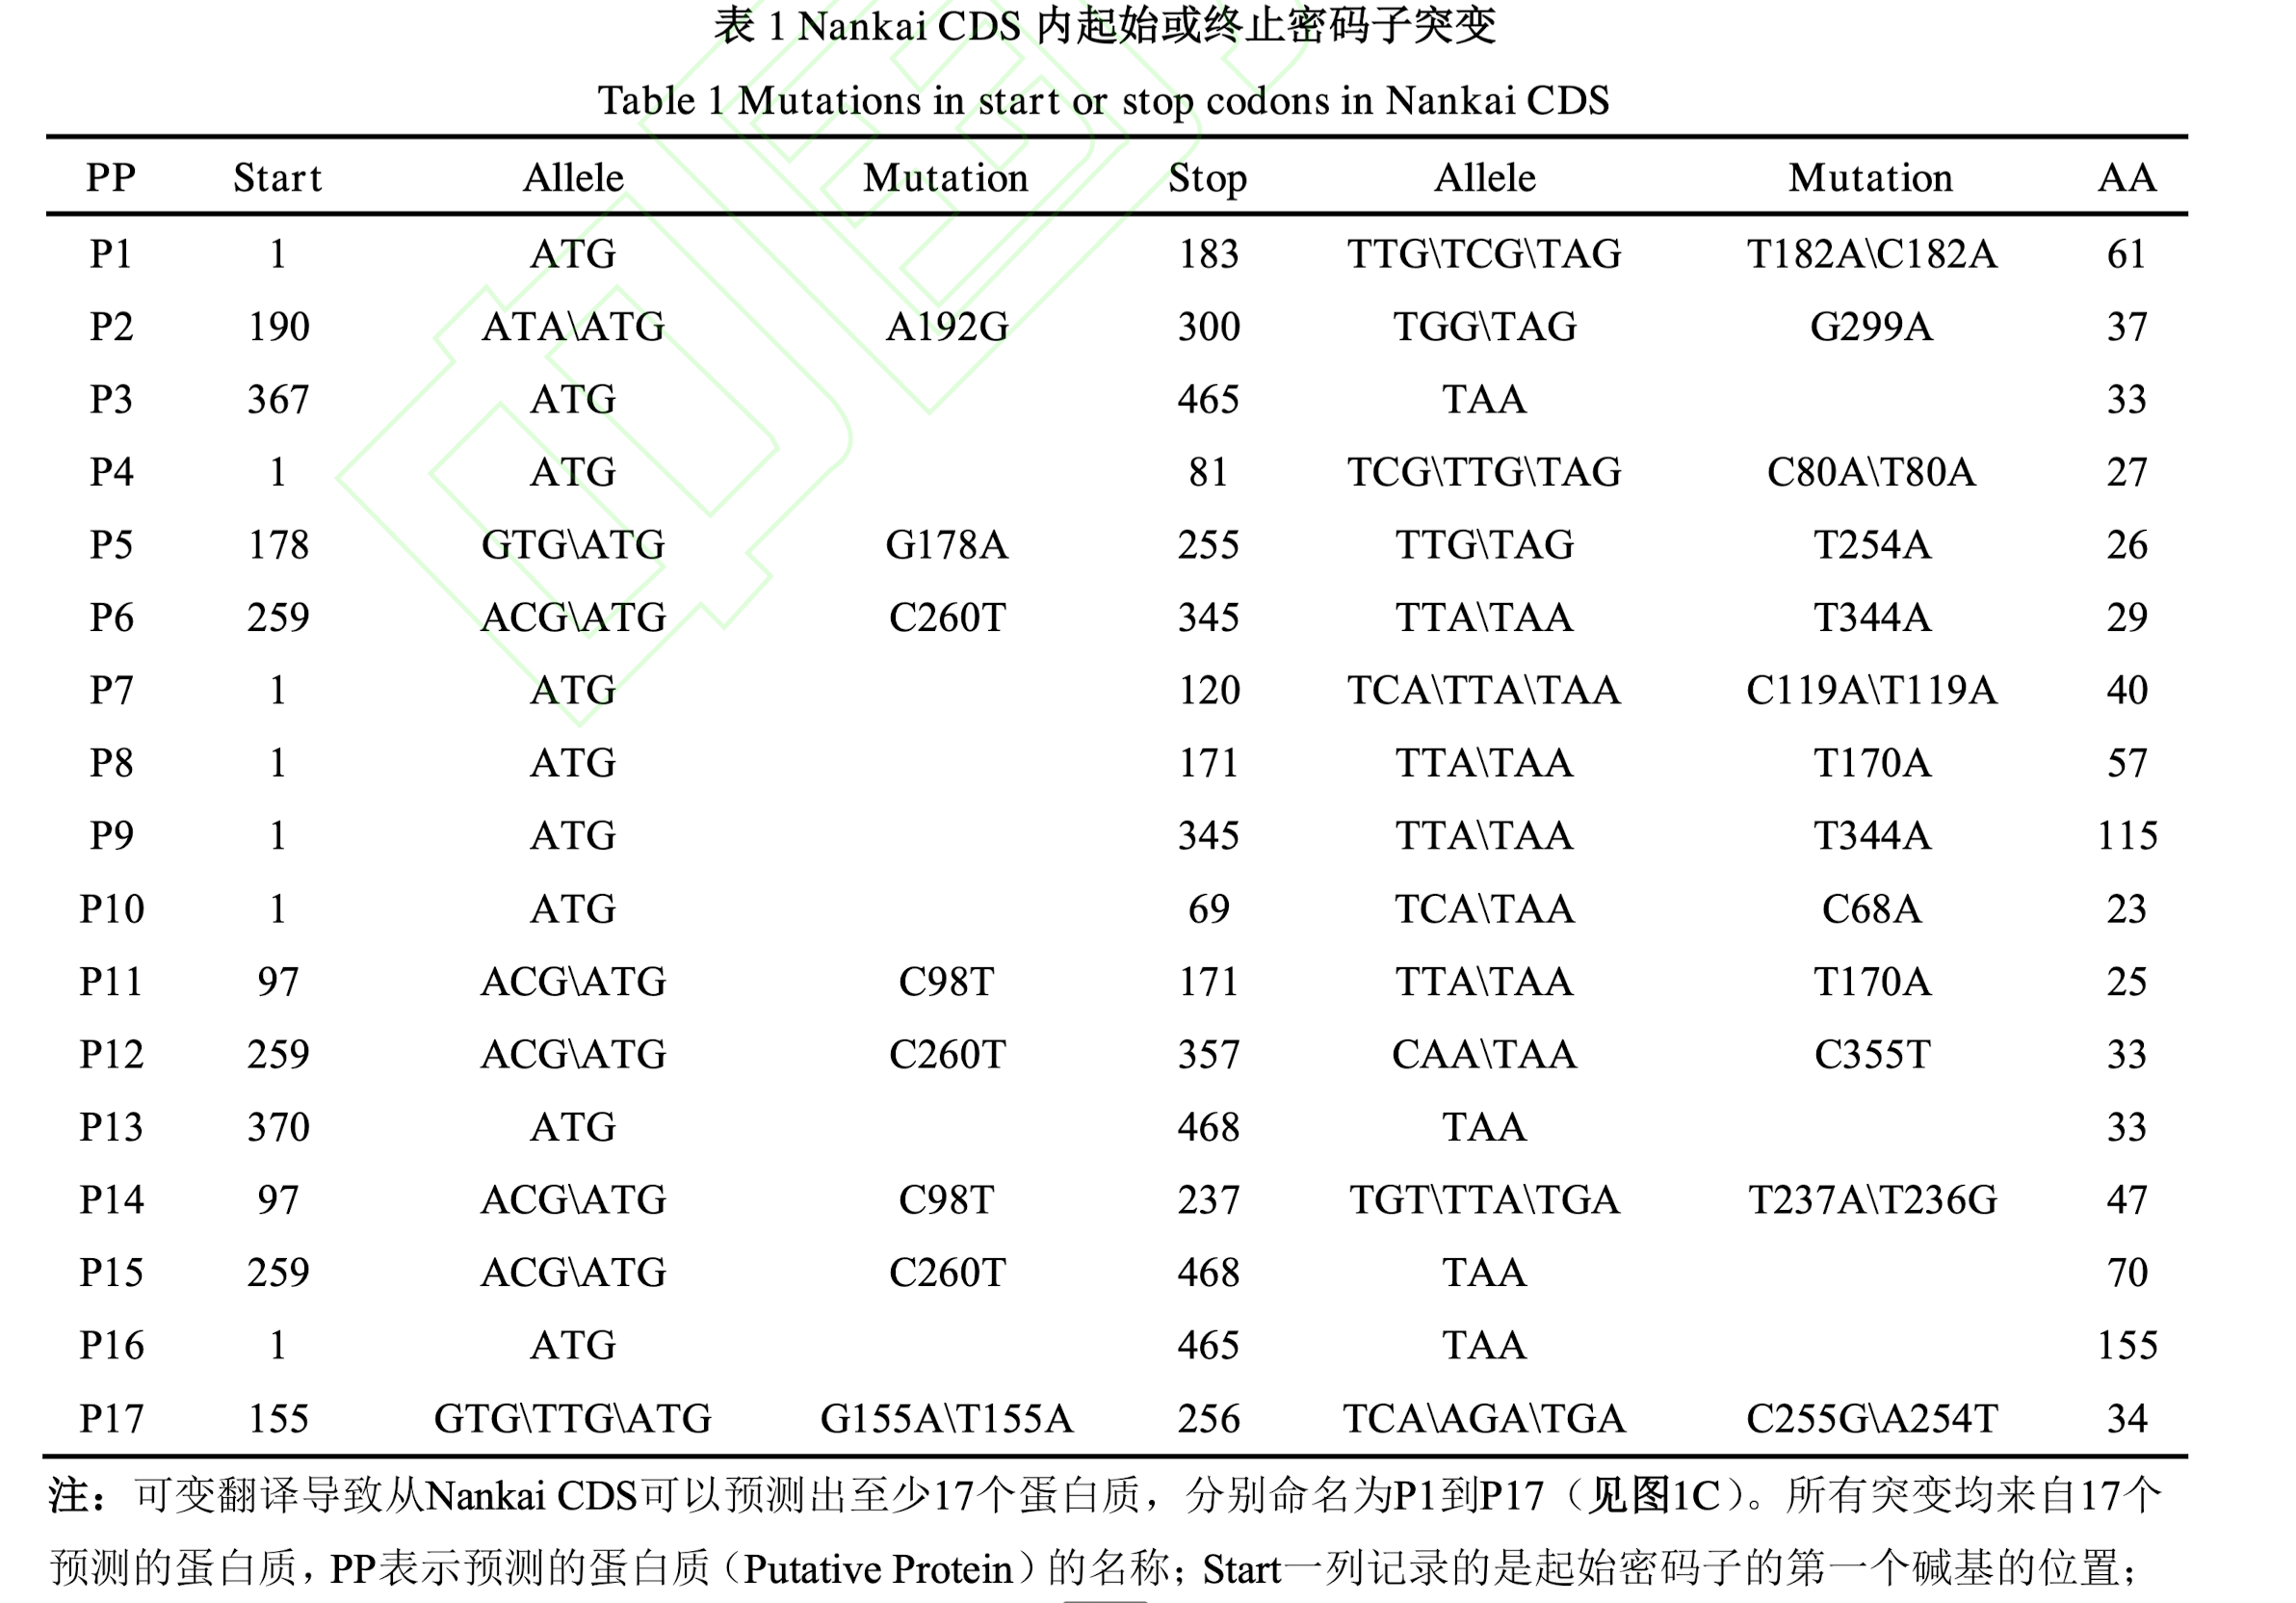 表 1 Nankai CDS 内起始或终止密码子突变
Table 1 Mutations in start or stop codons in Nankai CDS
PP Start Allele Mutation Stop Allele Mutation AA
P1 1 ATG 183 TTG\TCG\TAG T182A\C182A 61
P2 190 ATA\ATG A192G 300 TGG\TAG G299A 37
P3 367 ATG 465 TAA 33
P4 1 ATG 81 TCG\TTG\TAG C80A\T80A 27
P5 178 GTG\ATG G178A 255 TTG\TAG T254A 26
P6 259 ACG\ATG C260T 345 TTA\TAA T344A 29
P7 1 ATG 120 TCA\TTA\TAA C119A\T119A 40
P8 1 ATG 171 TTA\TAA T170A 57
P9 1 ATG 345 TTA\TAA T344A 115
P10 1 ATG 69 TCA\TAA C68A 23
P11 97 ACG\ATG C98T 171 TTA\TAA T170A 25
P12 259 ACG\ATG C260T 357 CAA\TAA C355T 33
P13 370 ATG 468 TAA 33
P14 97 ACG\ATG C98T 237 TGT\TTA\TGA T237A\T236G 47
P15 259 ACG\ATG C260T 468 TAA 70
P16 1 ATG 465 TAA 155
P17 155 GTG\TTG\ATG G155A\T155A 256 TCA\AGA\TGA C255G\A254T 34
注：可变翻译导致从Nankai CDS可以预测出至少17个蛋白质，分别命名为P1到P17（见图1C）。所有突变均来自17个
预测的蛋白质，PP表示预测的蛋白质（Putative Protein）的名称；Start一列记录的是起始密码子的第一个碱基的位置；